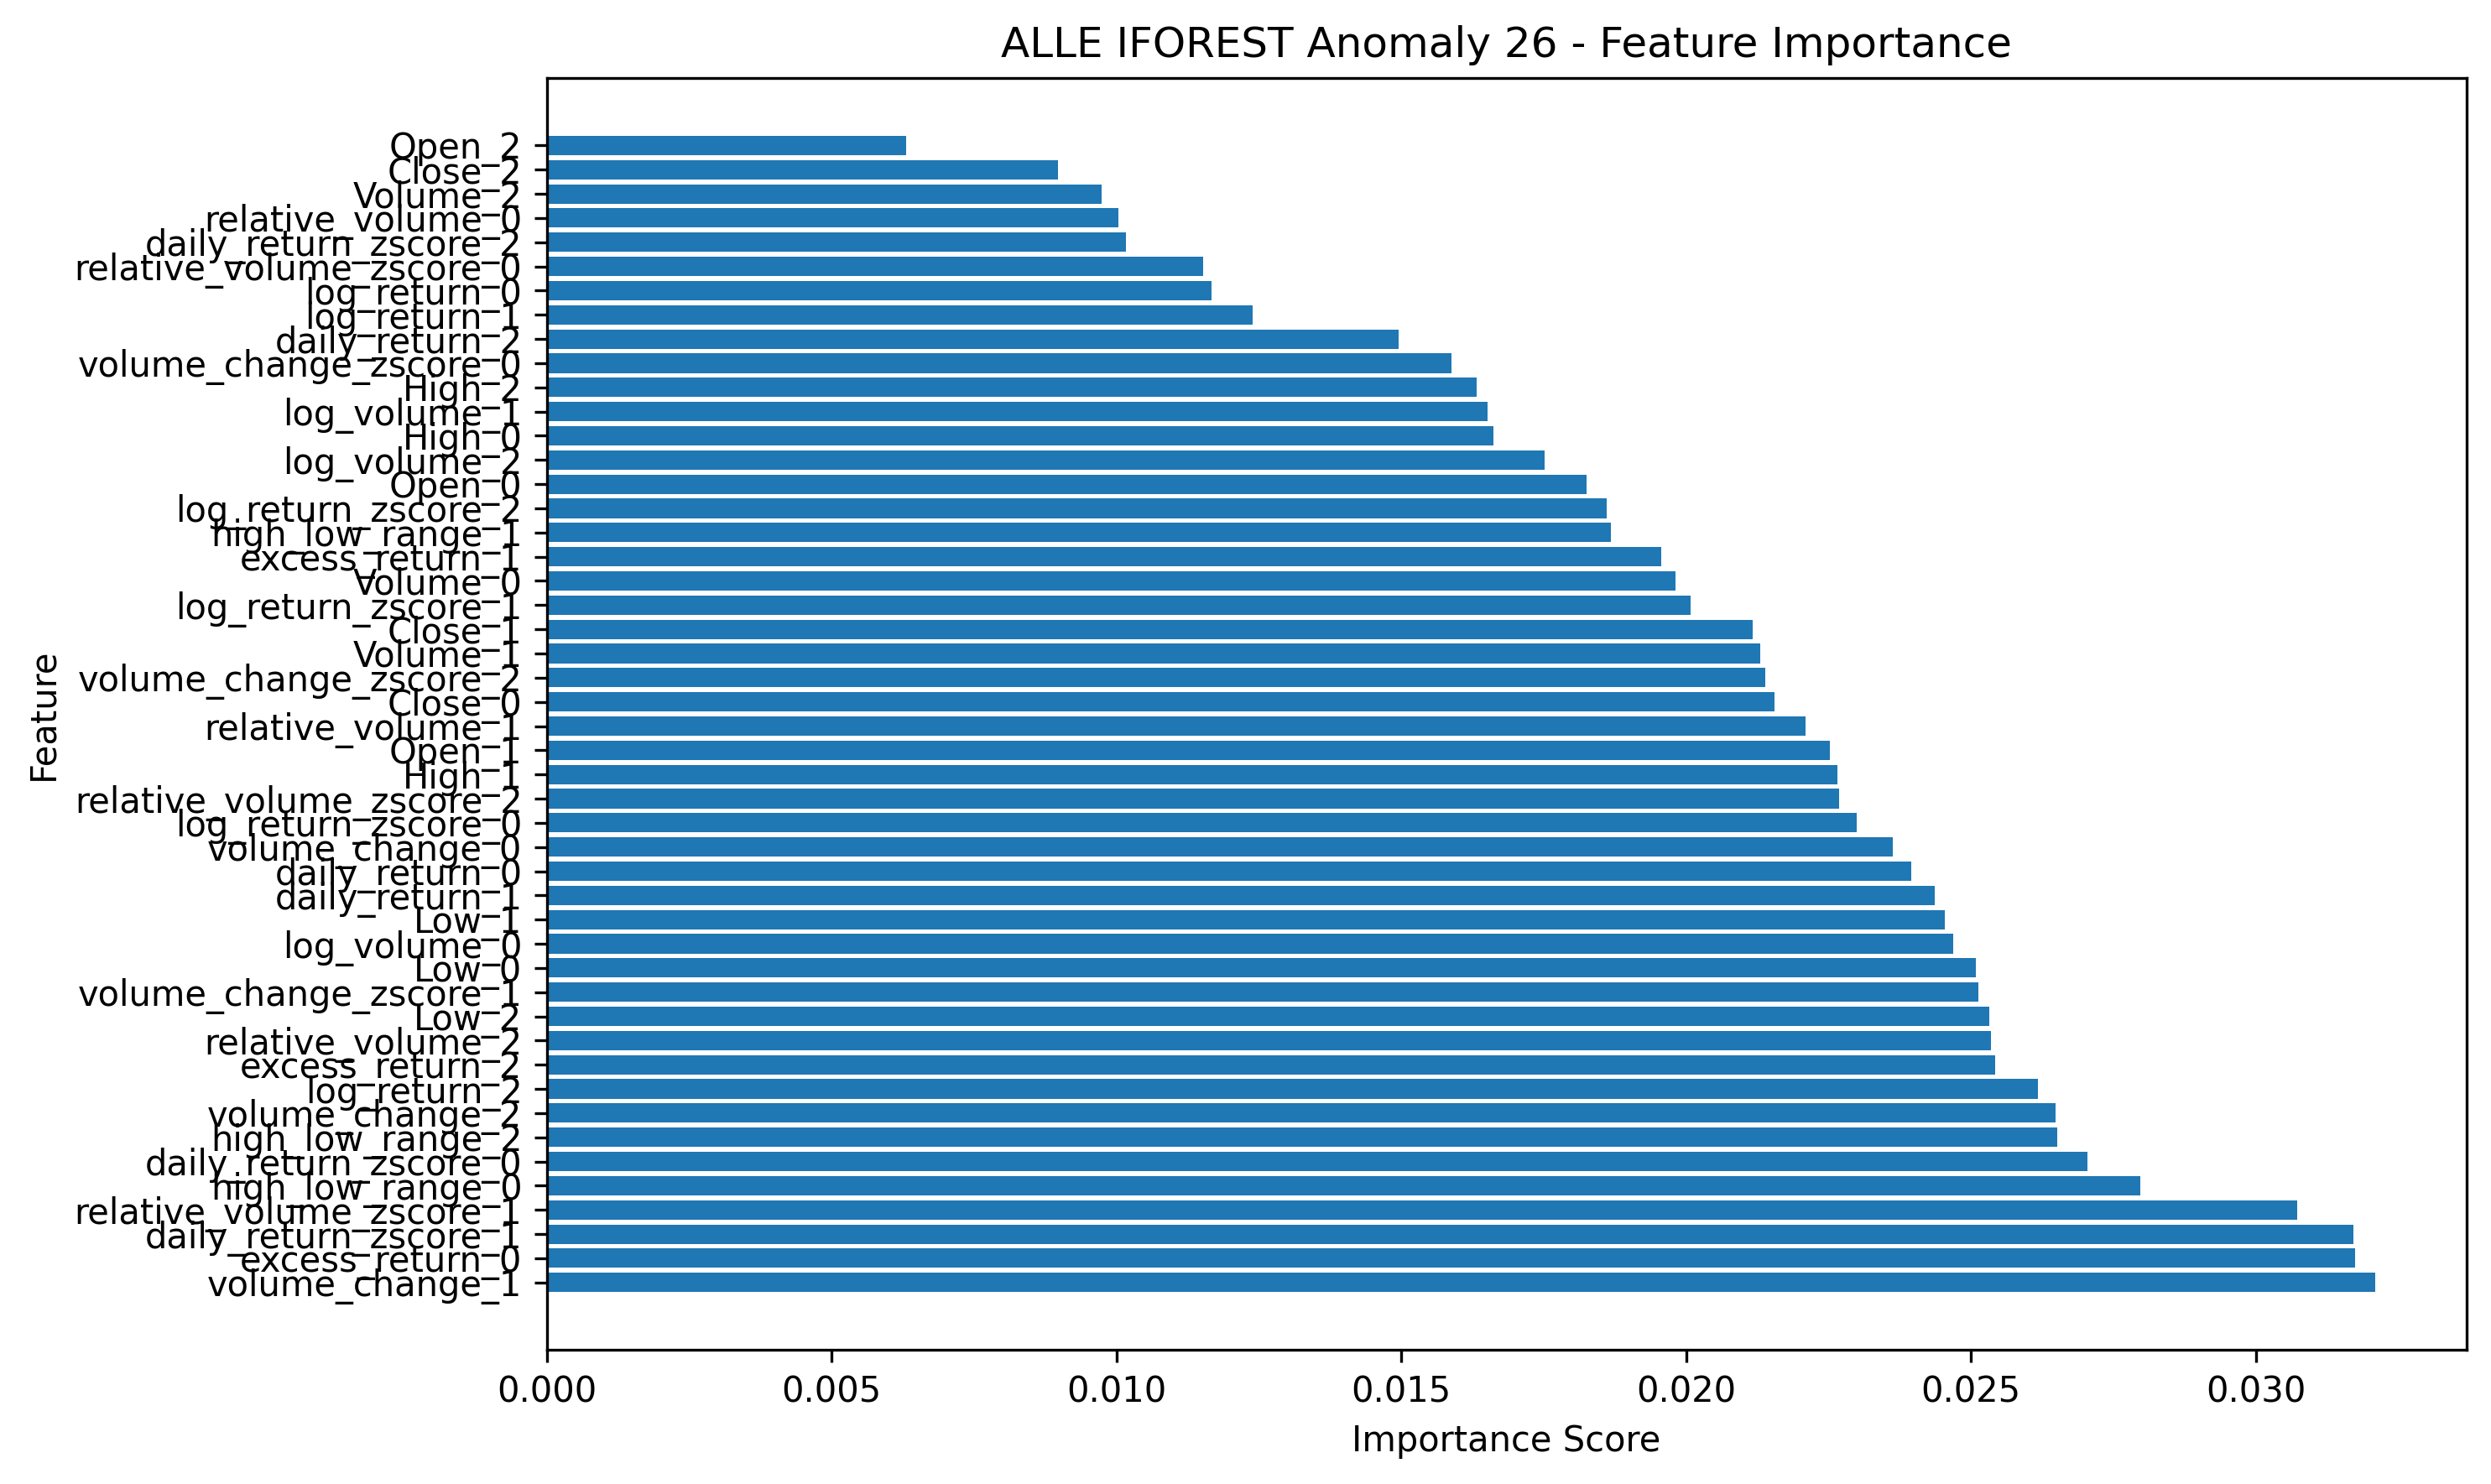 ALLE IFOREST Anomaly 26 - Feature Importance
Open_2
Close_2
Volume_2
relative_volume_0
daily_return_zscore_2
relative_volume_zscore_0
log_return_0
log_return_1
daily_return_2
volume_change_zscore_0
High_2
log_volume_1
High_0
log_volume_2
Open_0
log_return_zscore_2
high_low_range_1
excess_return_1
Volume_0
log_return_zscore_1
Close_1
Volume_1
volume_change_zscore_2
Close_0
relative_volume_1
Open_1
High_1
relative_volume_zscore_2
log_return_zscore_0
volume_change_0
daily_return_0
daily_return_1
Low_1
log_volume_0
Low_0
volume_change_zscore_1
Low_2
relative_volume_2
excess_return_2
log_return_2
volume_change_2
high_low_range_2
daily_return_zscore_0
high_low_range_0
relative_volume_zscore_1
daily_return_zscore_1
excess_return_0
volume_change_1
Feature
0.000 0.005 0.010 0.015 0.020 0.025 0.030
Importance Score